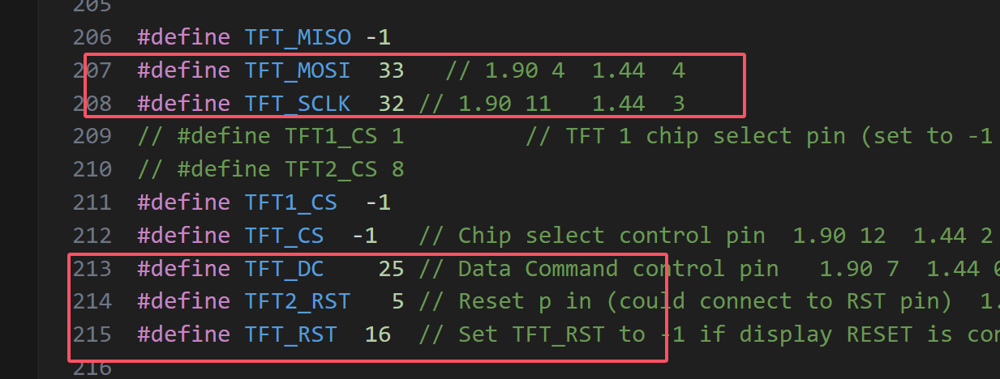 205
206 #define TFT_MISO -1
207 #define TFT_MOSI 33 // 1.90 4 1.44 4
208 #define TFT_SCLK 32 // 1.90 11 1.44 3
209 // #define TFT1_CS 1 // TFT 1 chip select pin (set to -1
210 // #define TFT2_CS 8
211 #define TFT1_CS -1
212 #define TFT_CS -1 // Chip select control pin 1.90 12 1.44 2
213 #define TFT_DC 25 // Data Command control pin 1.90 7 1.44 0
214 #define TFT2_RST 5 // Reset p in (could connect to RST pin) 1.
215 #define TFT_RST 16 // Set TFT_RST to -1 if display RESET is con
216